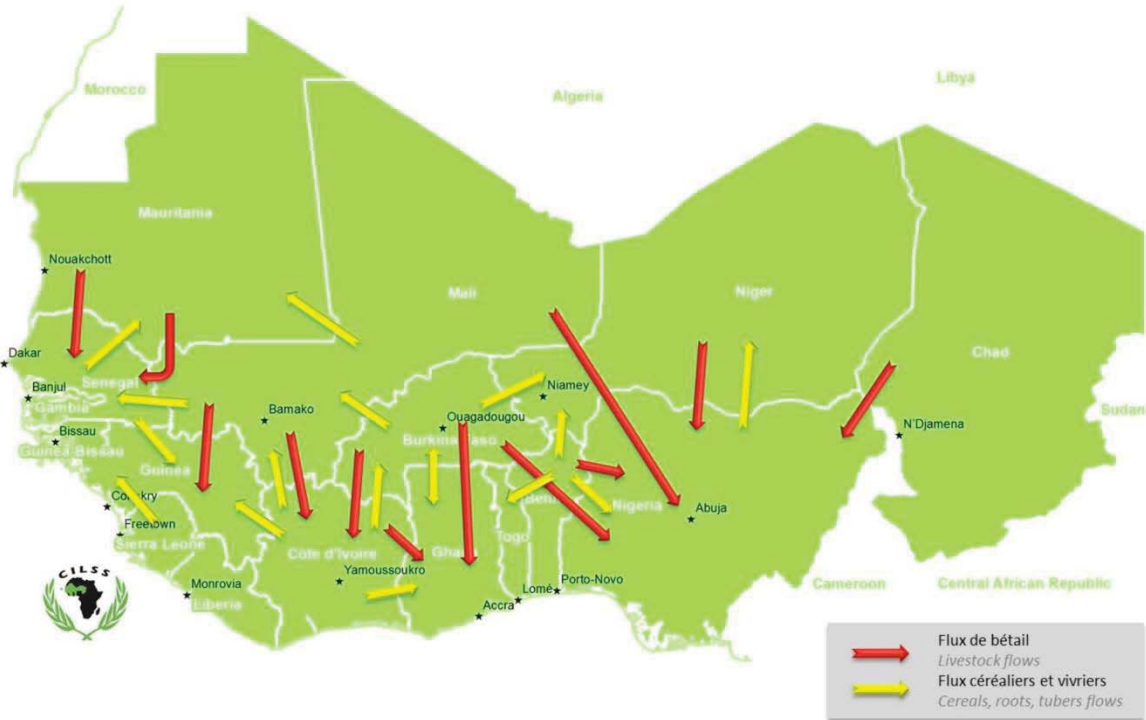 Morocco
Algeria
Libya
Mauritania
Nouakchott
Mali
Niger
Chad
Dakar
Senegal
Banjul
Gambia
Bissau
Guinea-Bissau
Bamako
Niamey
Ouagadougou
Burkina Faso
N'Djamena
Sudan
Guinea
Conakry
Freetown
Sierra Leone
Côte d'Ivoire
Ghana
Togo
Benin
Nigeria
Abuja
CILSS
Monrovia
Liberia
Yamoussoukro
Accra
Lomé
Porto-Novo
Cameroon
Central African Republic
Flux de bétail
Livestock flows
Flux céréaliers et vivriers
Cereals, roots, tubers flows